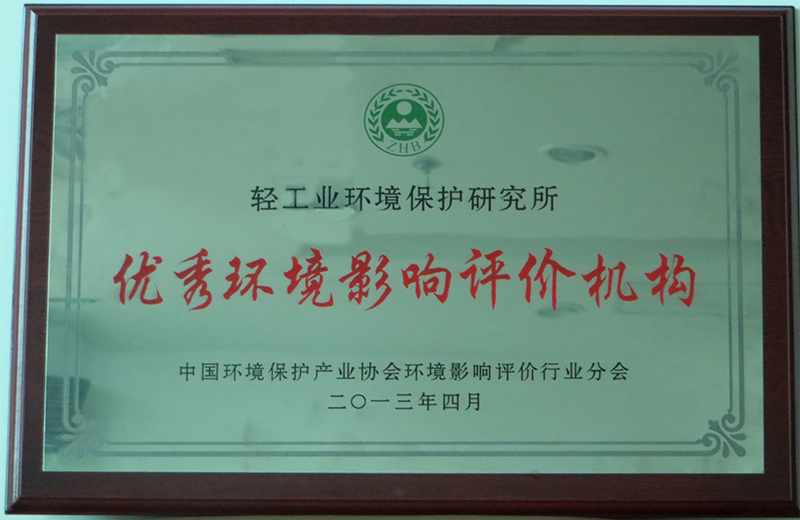 ZHB
轻工业环境保护研究所
优秀环境影响评价机构
中国环境保护产业协会环境影响评价行业分会
二〇一三年四月